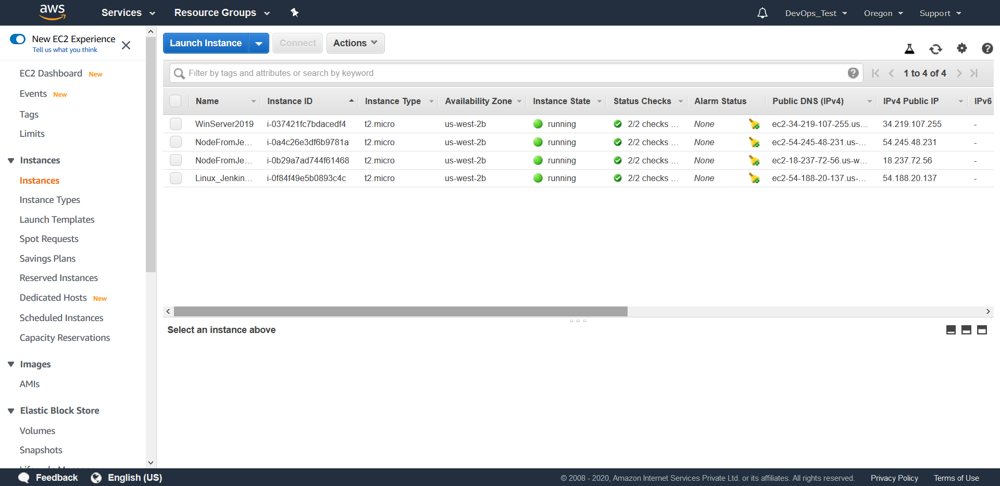 aws Services Resource Groups DevOps_Test Oregon Support
New EC2 Experience
Tell us what you think
EC2 Dashboard New
Events New
Tags
Limits
Instances
Instances
Instance Types
Launch Templates
Spot Requests
Savings Plans
Reserved Instances
Dedicated Hosts New
Scheduled Instances
Capacity Reservations
Images
AMIs
Elastic Block Store
Volumes
Snapshots
Launch Instance Connect Actions
Filter by tags and attributes or search by keyword 1 to 4 of 4
Name Instance ID Instance Type Availability Zone Instance State Status Checks Alarm Status Public DNS (IPv4) IPv4 Public IP IPv6
WinServer2019 i-037421fc7bdacedf4 t2.micro us-west-2b running 2/2 checks ... None ec2-34-219-107-255.us... 34.219.107.255 -
NodeFromJe... i-0a4c26e3df6b9781a t2.micro us-west-2b running 2/2 checks ... None ec2-54-245-48-231.us-... 54.245.48.231 -
NodeFromJe... i-0b29a7ad744f61468 t2.micro us-west-2b running 2/2 checks ... None ec2-18-237-72-56.us-w... 18.237.72.56 -
Linux_Jenkin... i-0f84f49e5b0893c4c t2.micro us-west-2b running 2/2 checks ... None ec2-54-188-20-137.us-... 54.188.20.137 -
Select an instance above
Feedback English (US) © 2008 - 2020, Amazon Internet Services Private Ltd. or its affiliates. All rights reserved. Privacy Policy Terms of Use